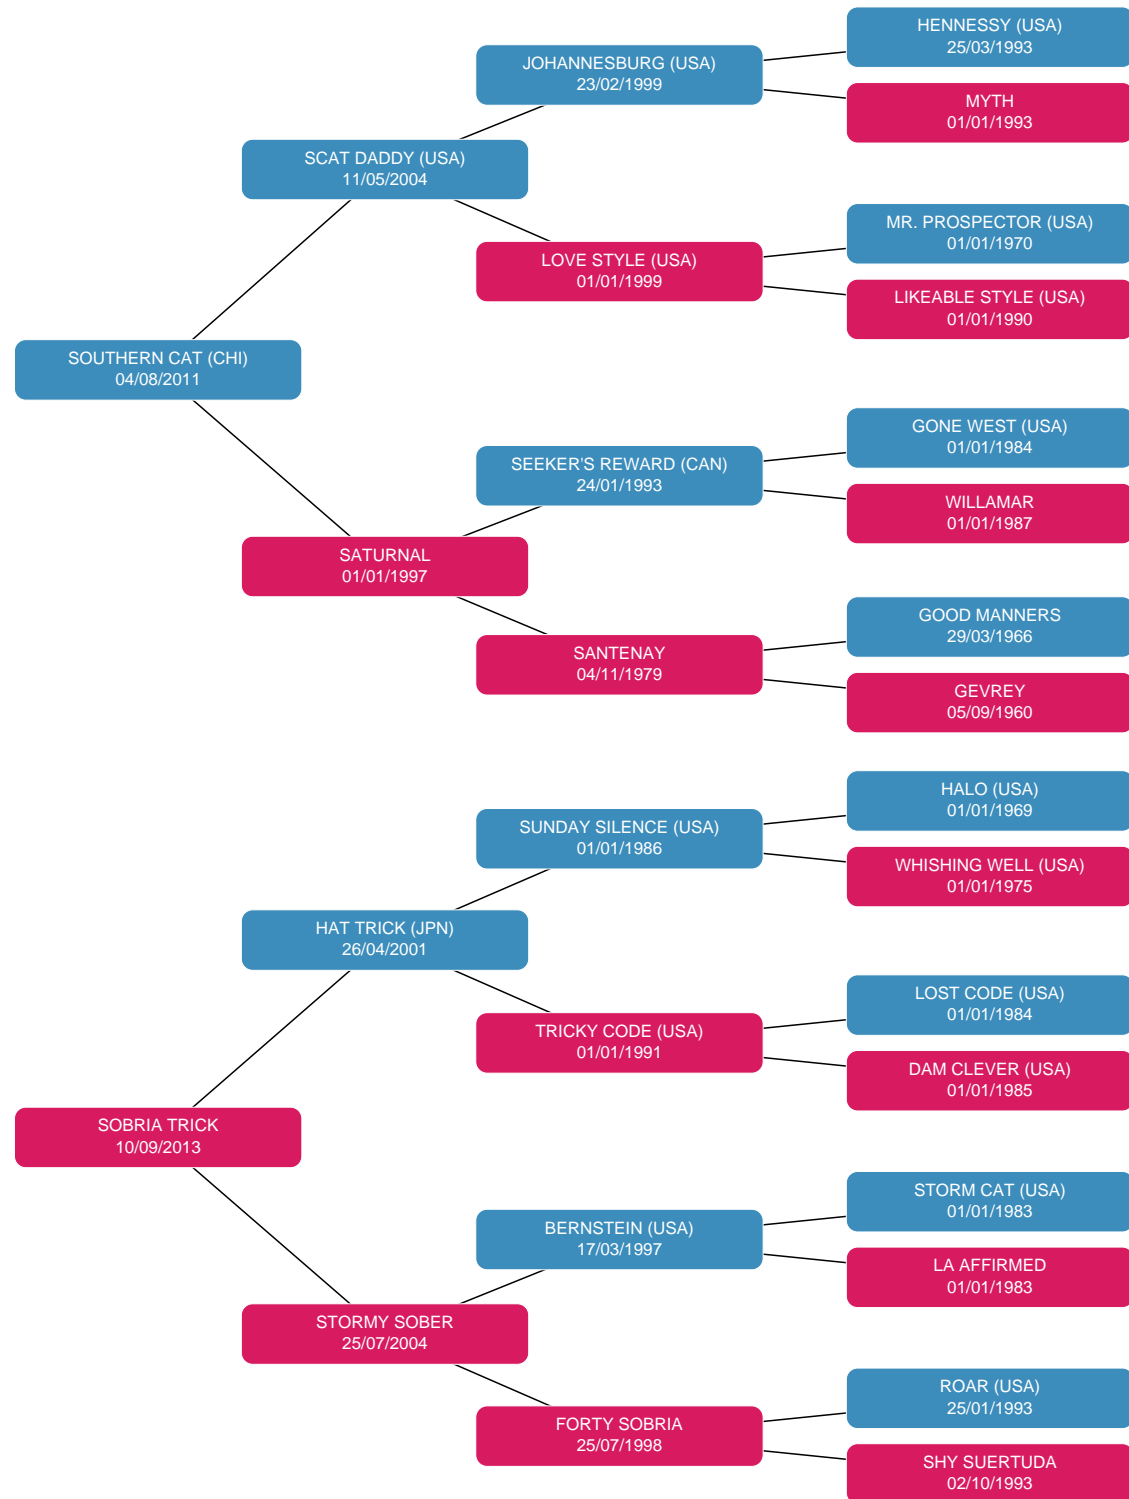 HENNESSY (USA)
25/03/1993
JOHANNESBURG (USA)
23/02/1999
MYTH
01/01/1993
SCAT DADDY (USA)
11/05/2004
MR. PROSPECTOR (USA)
01/01/1970
LOVE STYLE (USA)
01/01/1999
LIKEABLE STYLE (USA)
01/01/1990
SOUTHERN CAT (CHI)
04/08/2011
GONE WEST (USA)
01/01/1984
SEEKER'S REWARD (CAN)
24/01/1993
WILLAMAR
01/01/1987
SATURNAL
01/01/1997
GOOD MANNERS
29/03/1966
SANTENAY
04/11/1979
GEVREY
05/09/1960
HALO (USA)
01/01/1969
SUNDAY SILENCE (USA)
01/01/1986
WHISHING WELL (USA)
01/01/1975
HAT TRICK (JPN)
26/04/2001
LOST CODE (USA)
01/01/1984
TRICKY CODE (USA)
01/01/1991
DAM CLEVER (USA)
01/01/1985
SOBRIA TRICK
10/09/2013
STORM CAT (USA)
01/01/1983
BERNSTEIN (USA)
17/03/1997
LA AFFIRMED
01/01/1983
STORMY SOBER
25/07/2004
ROAR (USA)
25/01/1993
FORTY SOBRIA
25/07/1998
SHY SUERTUDA
02/10/1993